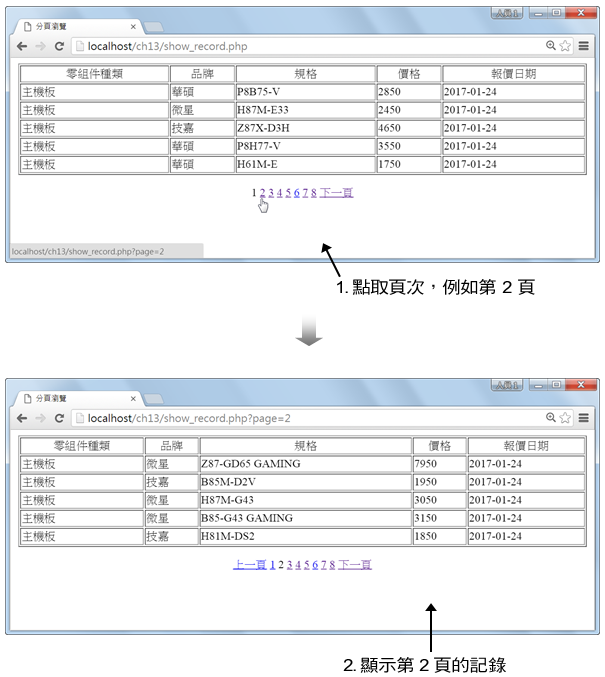 人員1
分頁瀏覽
localhost/ch13/show_record.php
零組件種類 品牌 規格 價格 報價日期
主機板 華碩 P8B75-V 2850 2017-01-24
主機板 微星 H87M-E33 2450 2017-01-24
主機板 技嘉 Z87X-D3H 4650 2017-01-24
主機板 華碩 P8H77-V 3550 2017-01-24
主機板 華碩 H61M-E 1750 2017-01-24
1 2 3 4 5 6 7 8 下一頁
localhost/ch13/show_record.php?page=2
1. 點取頁次，例如第 2 頁
人員1
分頁瀏覽
localhost/ch13/show_record.php?page=2
零組件種類 品牌 規格 價格 報價日期
主機板 微星 Z87-GD65 GAMING 7950 2017-01-24
主機板 技嘉 B85M-D2V 1950 2017-01-24
主機板 微星 H87M-G43 3050 2017-01-24
主機板 微星 B85-G43 GAMING 3150 2017-01-24
主機板 技嘉 H81M-DS2 1850 2017-01-24
上一頁 1 2 3 4 5 6 7 8 下一頁
2. 顯示第 2 頁的記錄